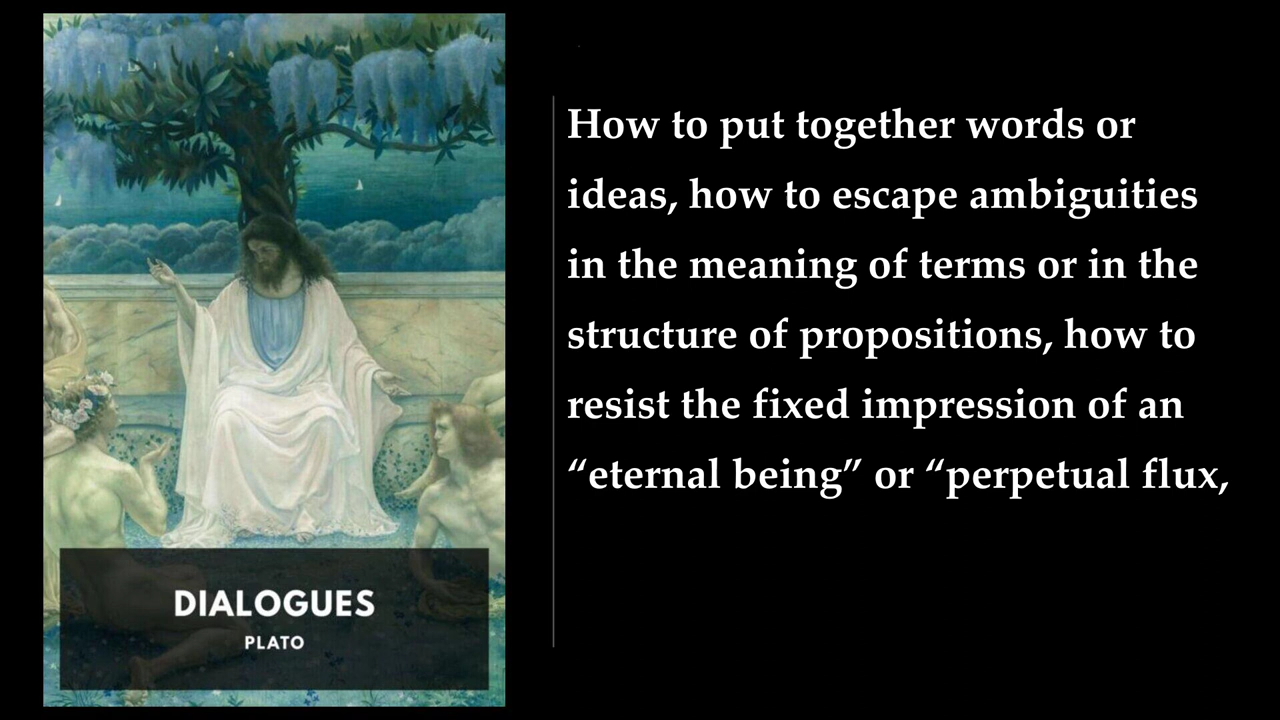 DIALOGUES
PLATO
How to put together words or
ideas, how to escape ambiguities
in the meaning of terms or in the
structure of propositions, how to
resist the fixed impression of an
“eternal being” or “perpetual flux,